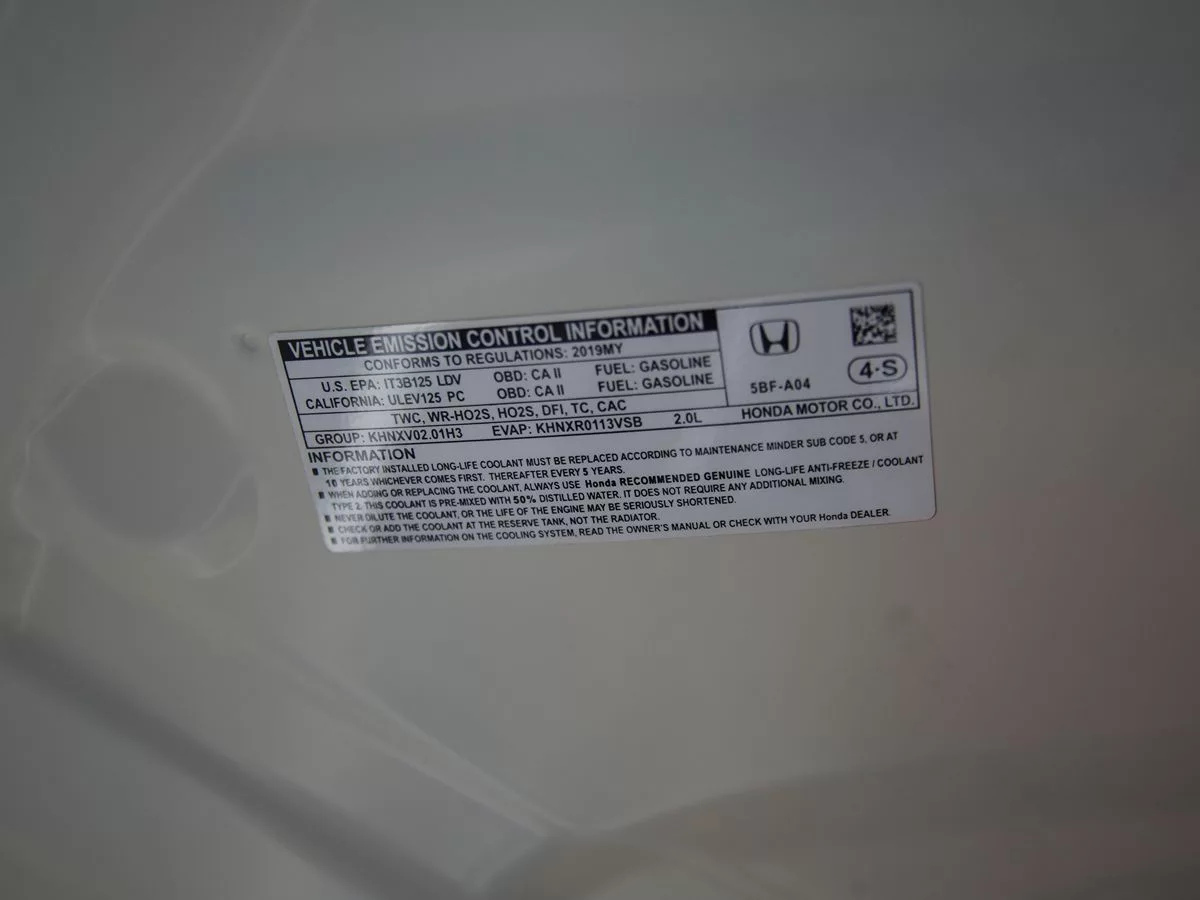 VEHICLE EMISSION CONTROL INFORMATION
CONFORMS TO REGULATIONS: 2019MY
U.S. EPA: IT3B125 LDV OBD: CA II FUEL: GASOLINE
CALIFORNIA: ULEV125 PC OBD: CA II FUEL: GASOLINE
TWC, WR-HO2S, HO2S, DFI, TC, CAC
GROUP: KHNXV02.01H3 EVAP: KHNXR0113VSB 2.0L
5BF-A04
4·S
HONDA MOTOR CO., LTD.
INFORMATION
■ THE FACTORY INSTALLED LONG-LIFE COOLANT MUST BE REPLACED ACCORDING TO MAINTENANCE MINDER SUB CODE 5, OR AT
10 YEARS WHICHEVER COMES FIRST. THEREAFTER EVERY 5 YEARS.
■ WHEN ADDING OR REPLACING THE COOLANT, ALWAYS USE Honda RECOMMENDED GENUINE LONG-LIFE ANTI-FREEZE / COOLANT
TYPE 2. THIS COOLANT IS PRE-MIXED WITH 50% DISTILLED WATER. IT DOES NOT REQUIRE ANY ADDITIONAL MIXING.
■ NEVER DILUTE THE COOLANT, OR THE LIFE OF THE ENGINE MAY BE SERIOUSLY SHORTENED.
■ CHECK OR ADD THE COOLANT AT THE RESERVE TANK, NOT THE RADIATOR.
■ FOR FURTHER INFORMATION ON THE COOLING SYSTEM, READ THE OWNER'S MANUAL OR CHECK WITH YOUR Honda DEALER.